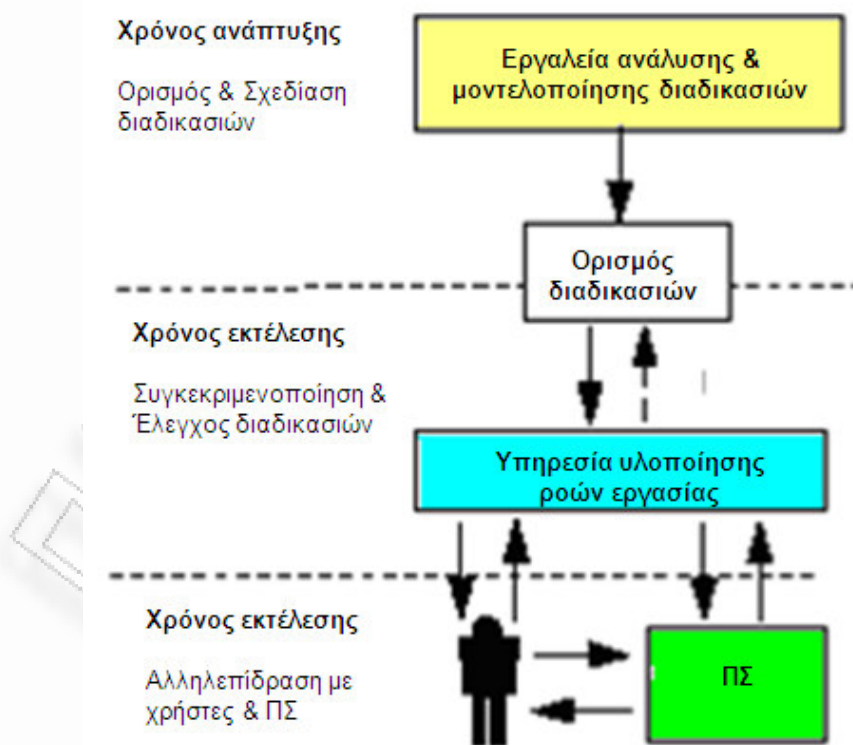 Χρόνος ανάπτυξης
Ορισμός & Σχεδίαση
διαδικασιών
Εργαλεία ανάλυσης &
μοντελοποίησης διαδικασιών
Ορισμός
διαδικασιών
Χρόνος εκτέλεσης
Συγκεκριμενοποίηση &
Έλεγχος διαδικασιών
Υπηρεσία υλοποίησης
ροών εργασίας
Χρόνος εκτέλεσης
Αλληλεπίδραση με
χρήστες & ΠΣ
ΠΣ